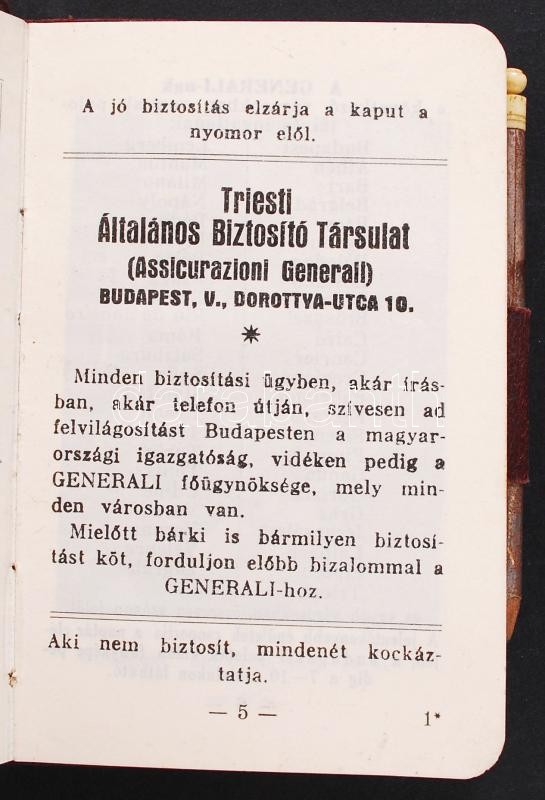 A jó biztosítás elzárja a kaput a
nyomor elől.
Triesti
Általános Biztosító Társulat
(Assicurazioni Generali)
BUDAPEST, V., DOROTTYA-UTCA 10.
Minden biztosítási ügyben, akár írás-
ban, akár telefon útján, szívesen ad
felvilágosítást Budapesten a magyar-
országi igazgatóság, vidéken pedig a
GENERALI főügynöksége, mely min-
den városban van.
Mielőtt bárki is bármilyen biztosí-
tást köt, forduljon előbb bizalommal a
GENERALI-hoz.
Aki nem biztosít, mindenét kockáz-
tatja.
— 5 —
1*